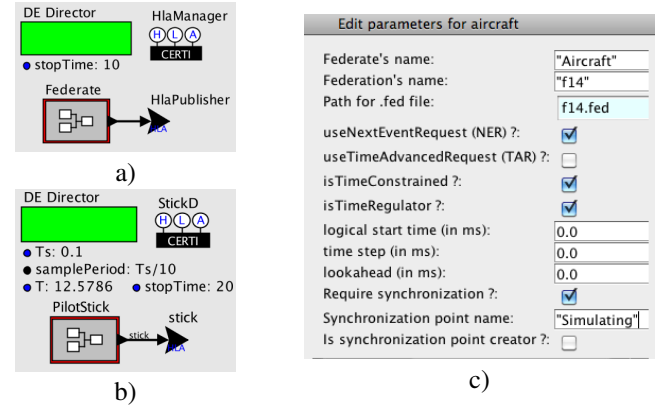 DE Director
HlaManager
H L A
CERTI
stopTime: 10
Federate
HlaPublisher
HLA
a)
DE Director
StickD
H L A
CERTI
Ts: 0.1
samplePeriod: Ts/10
T: 12.5786 stopTime: 20
PilotStick
stick
stick
HLA
b)
Edit parameters for aircraft
Federate's name: "Aircraft"
Federation's name: "f14"
Path for .fed file: f14.fed
useNextEventRequest (NER) ?:
useTimeAdvancedRequest (TAR) ?:
isTimeConstrained ?:
isTimeRegulator ?:
logical start time (in ms): 0.0
time step (in ms): 0.0
lookahead (in ms): 0.0
Require synchronization ?:
Synchronization point name: "Simulating"
Is synchronization point creator ?:
c)